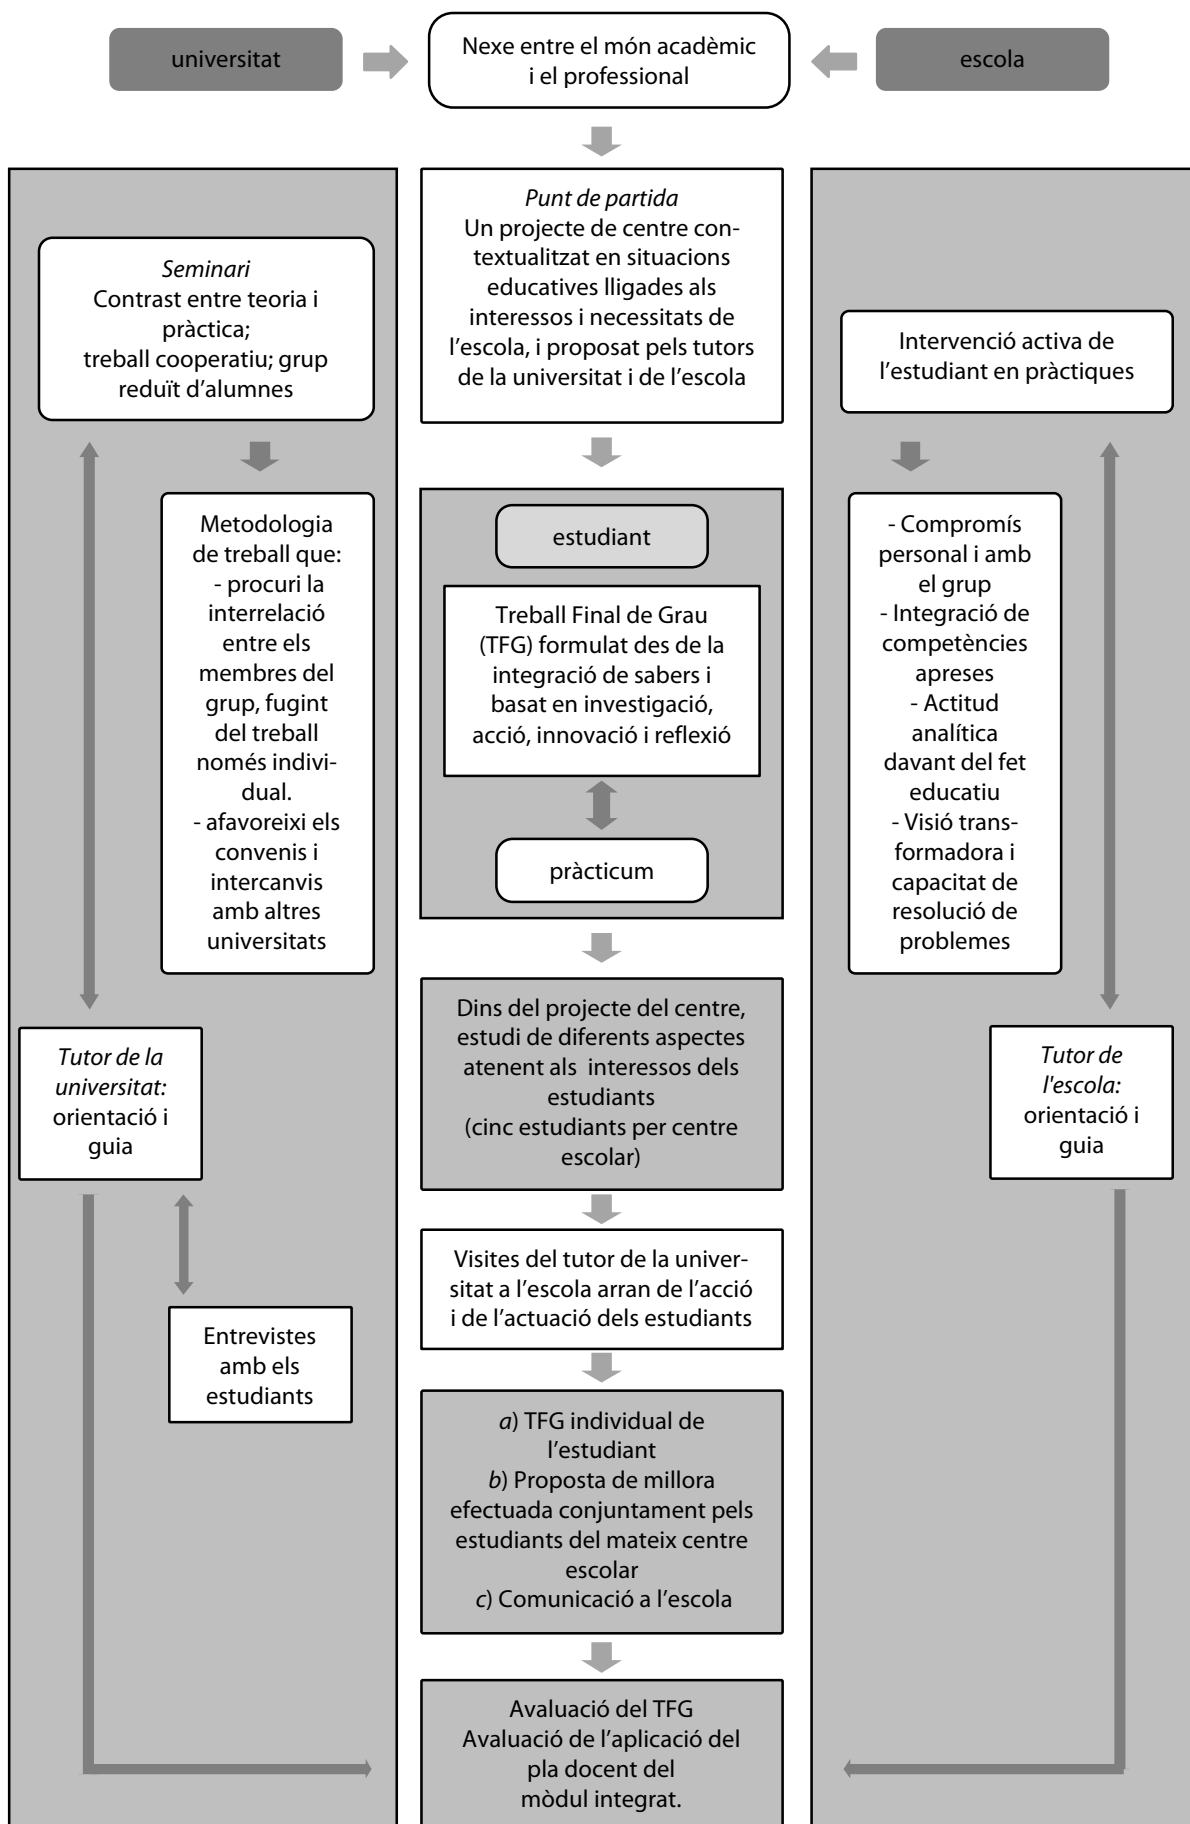 universitat
Nexe entre el món acadèmic
i el professional
escola
Punt de partida
Un projecte de centre con-
textualitzat en situacions
educatives lligades als
interessos i necessitats de
l’escola, i proposat pels tutors
de la universitat i de l’escola
Seminari
Contrast entre teoria i
pràctica;
treball cooperatiu; grup
reduït d’alumnes
Intervenció activa de
l’estudiant en pràctiques
Metodologia
de treball que:
- procuri la
interrelació
entre els
membres del
grup, fugint
del treball
només indivi-
dual.
- afavoreixi els
convenis i
intercanvis
amb altres
universitats
estudiant
Treball Final de Grau
(TFG) formulat des de la
integració de sabers i
basat en investigació,
acció, innovació i reflexió
pràcticum
- Compromís
personal i amb
el grup
- Integració de
competències
apreses
- Actitud
analítica
davant del fet
educatiu
- Visió trans-
formadora i
capacitat de
resolució de
problemes
Dins del projecte del centre,
estudi de diferents aspectes
atenent als interessos dels
estudiants
(cinc estudiants per centre
escolar)
Tutor de la
universitat:
orientació i
guia
Tutor de
l'escola:
orientació i
guia
Visites del tutor de la univer-
sitat a l’escola arran de l’acció
i de l’actuació dels estudiants
Entrevistes
amb els
estudiants
a) TFG individual de
l’estudiant
b) Proposta de millora
efectuada conjuntament pels
estudiants del mateix centre
escolar
c) Comunicació a l’escola
Avaluació del TFG
Avaluació de l’aplicació del
pla docent del
mòdul integrat.